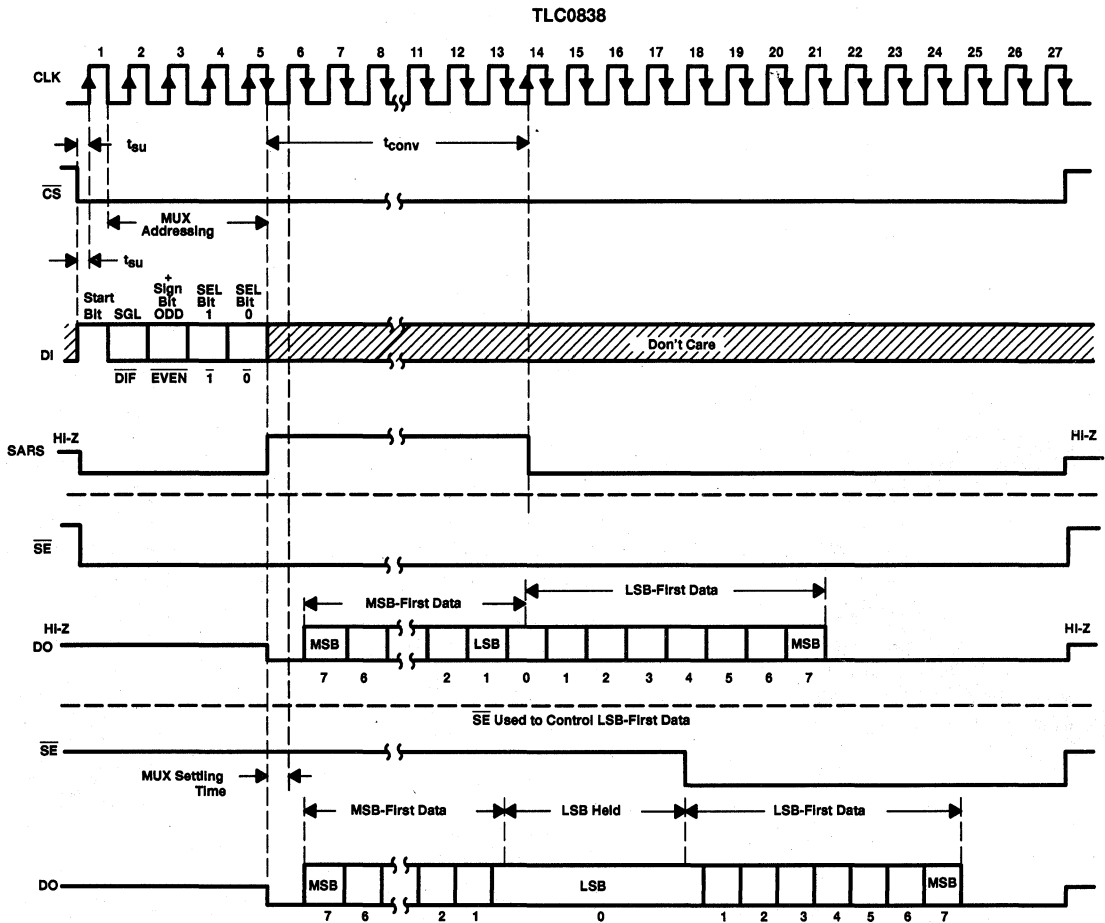 TLC0838
1 2 3 4 5 6 7 8 11 12 13 14 15 16 17 18 19 20 21 22 23 24 25 26 27
CLK
tsu
tconv
CS
MUX
Addressing
tsu
Start
Bit
SGL
+
Sign
Bit
ODD
SEL
Bit
1
SEL
Bit
0
DI
Don't Care
DIF EVEN 1 0
HI-Z
SARS
HI-Z
SE
MSB-First Data
LSB-First Data
HI-Z
DO
MSB
LSB
MSB
HI-Z
7 6 2 1 0 1 2 3 4 5 6 7
SE Used to Control LSB-First Data
SE
MUX Settling
Time
MSB-First Data
LSB Held
LSB-First Data
DO
MSB
LSB
MSB
7 6 2 1 0 1 2 3 4 5 6 7